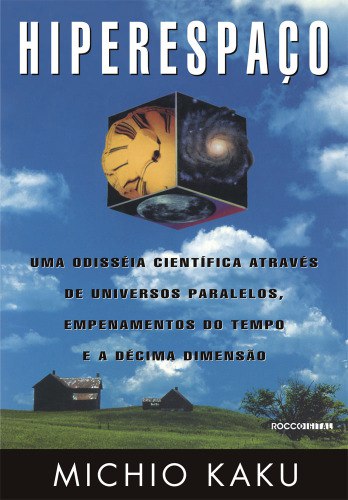 HIPERESPAÇO
UMA ODISSÉIA CIENTÍFICA ATRAVÉS
DE UNIVERSOS PARALELOS,
EMPENAMENTOS DO TEMPO
E A DÉCIMA DIMENSÃO
ROCCODIGITAL
MICHIO KAKU